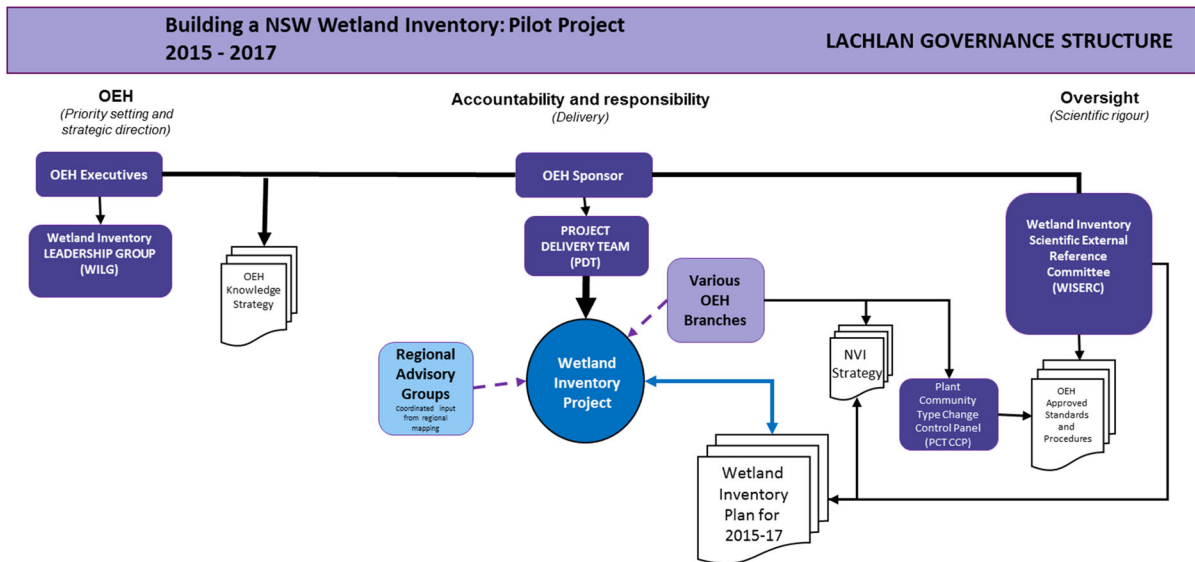 Building a NSW Wetland Inventory: Pilot Project
2015 - 2017
LACHLAN GOVERNANCE STRUCTURE
OEH
(Priority setting and
strategic direction)
Accountability and responsibility
(Delivery)
Oversight
(Scientific rigour)
OEH Executives
OEH Sponsor
Wetland Inventory
LEADERSHIP GROUP
(WILG)
OEH
Knowledge
Strategy
PROJECT
DELIVERY TEAM
(PDT)
Wetland Inventory
Scientific External
Reference
Committee
(WISERC)
Various
OEH
Branches
Regional
Advisory
Groups
Coordinated input
from regional
mapping
Wetland
Inventory
Project
NVI
Strategy
Plant
Community
Type Change
Control Panel
(PCT CCP)
OEH
Approved
Standards
and
Procedures
Wetland
Inventory
Plan for
2015-17